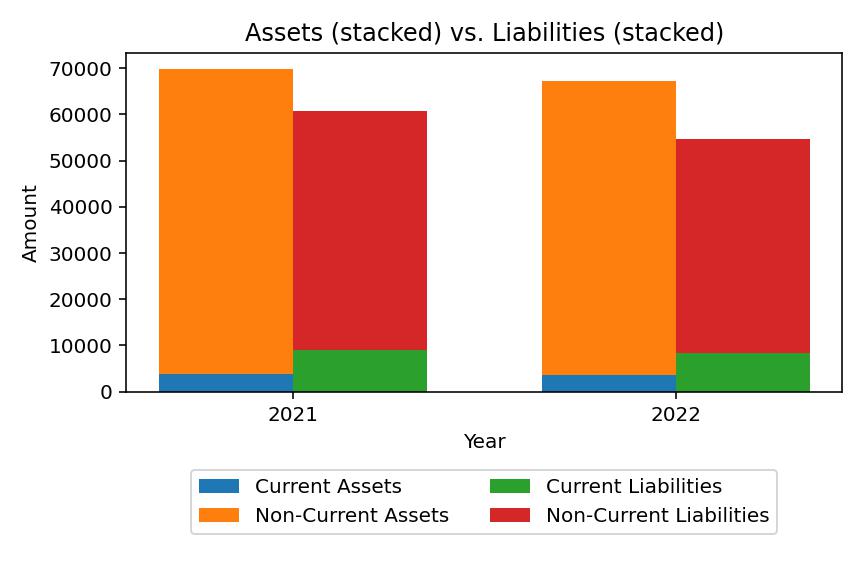 Assets (stacked) vs. Liabilities (stacked)
70000
60000
50000
40000
30000
20000
10000
0
Amount
2021 2022
Year
Current Assets Current Liabilities
Non-Current Assets Non-Current Liabilities